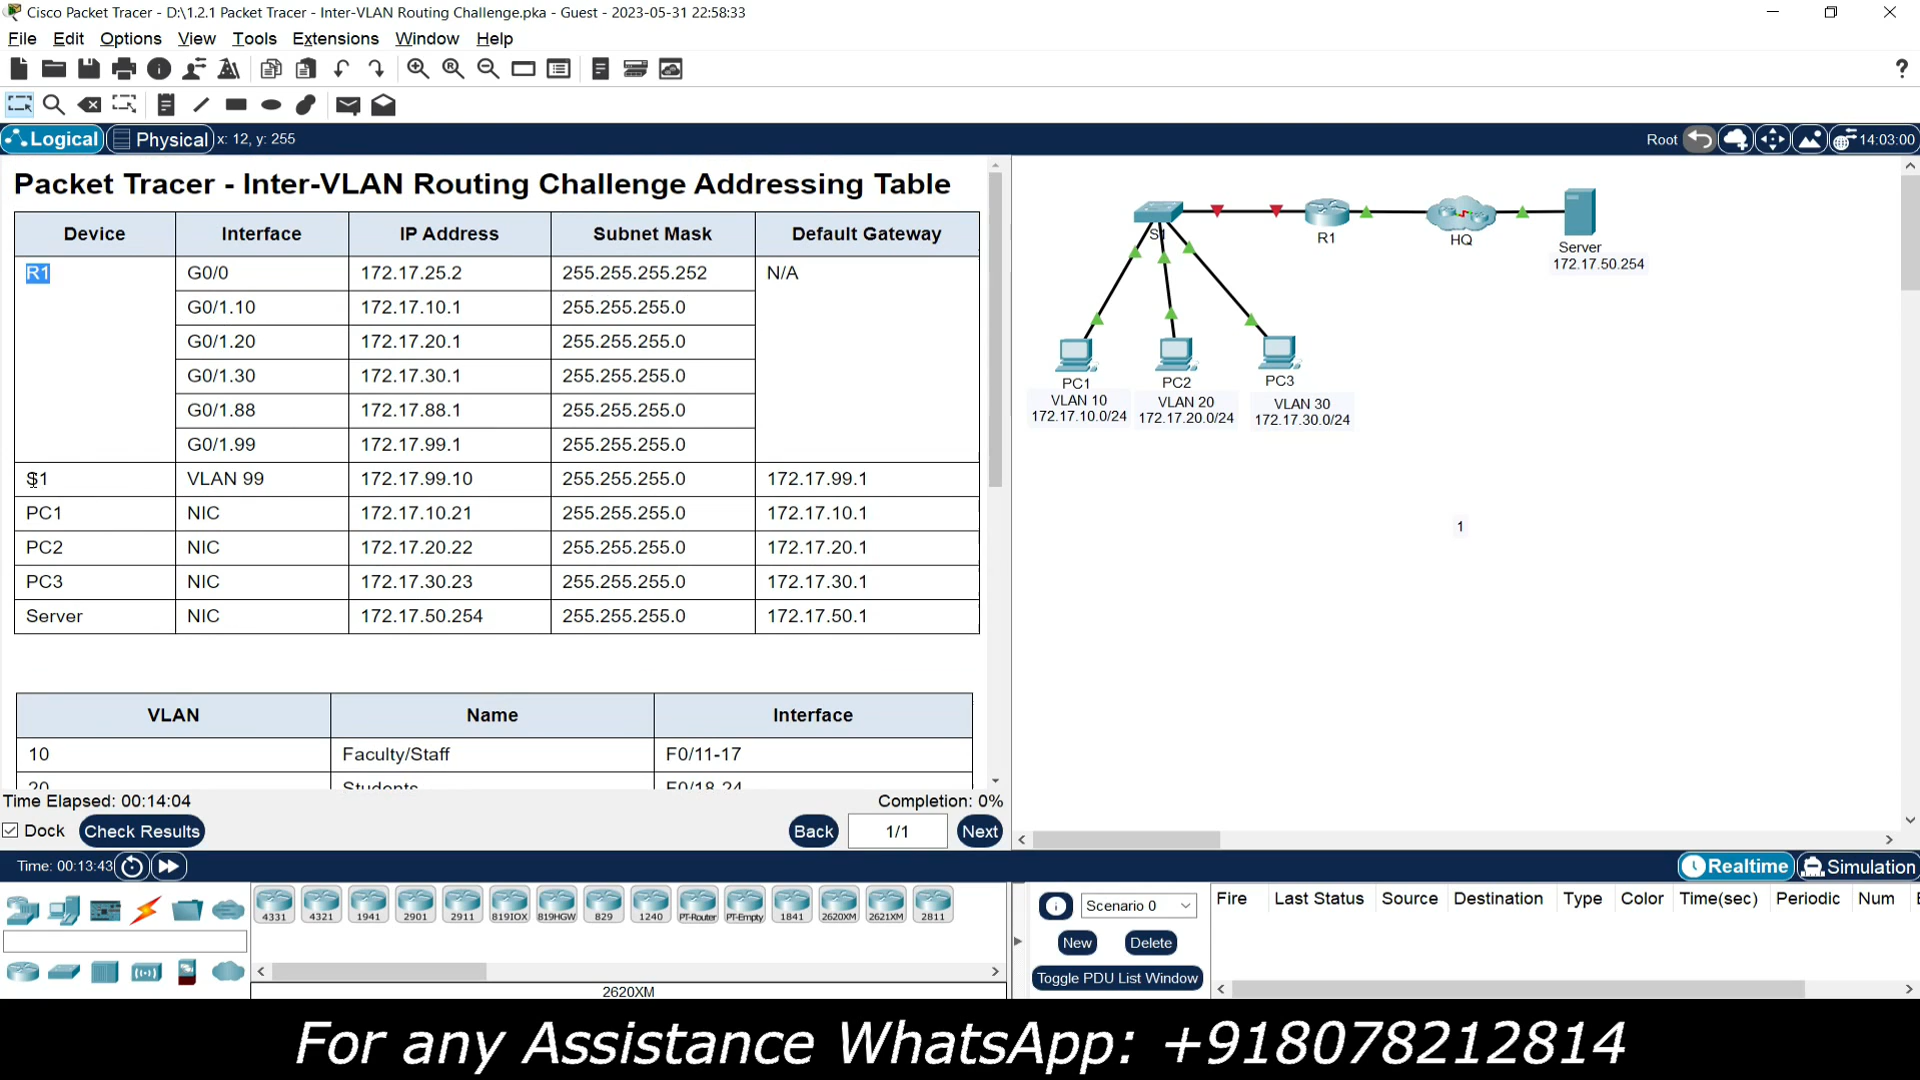 Cisco Packet Tracer - D:\1.2.1 Packet Tracer - Inter-VLAN Routing Challenge.pka - Guest - 2023-05-31 22:58:33
File Edit Options View Tools Extensions Window Help
?
Logical Physical x: 12, y: 255 Root 14:03:00
Packet Tracer - Inter-VLAN Routing Challenge Addressing Table
Device Interface IP Address Subnet Mask Default Gateway
R1 G0/0 172.17.25.2 255.255.255.252 N/A
G0/1.10 172.17.10.1 255.255.255.0
G0/1.20 172.17.20.1 255.255.255.0
G0/1.30 172.17.30.1 255.255.255.0
G0/1.88 172.17.88.1 255.255.255.0
G0/1.99 172.17.99.1 255.255.255.0
S1 VLAN 99 172.17.99.10 255.255.255.0 172.17.99.1
PC1 NIC 172.17.10.21 255.255.255.0 172.17.10.1
PC2 NIC 172.17.20.22 255.255.255.0 172.17.20.1
PC3 NIC 172.17.30.23 255.255.255.0 172.17.30.1
Server NIC 172.17.50.254 255.255.255.0 172.17.50.1
VLAN Name Interface
10 Faculty/Staff F0/11-17
20 Students F0/18-24
S1 R1 HQ Server
172.17.50.254
PC1 PC2 PC3
VLAN 10 VLAN 20 VLAN 30
172.17.10.0/24 172.17.20.0/24 172.17.30.0/24
1
Time Elapsed: 00:14:04 Completion: 0%
Dock Check Results Back 1/1 Next
Time: 00:13:43 Realtime Simulation
4331 4321 1941 2901 2911 819IOX 819HGW 829 1240 PT-Router PT-Empty 1841 2620XM 2621XM 2811
2620XM
Scenario 0
New Delete
Toggle PDU List Window
Fire Last Status Source Destination Type Color Time(sec) Periodic Num
For any Assistance WhatsApp: +918078212814